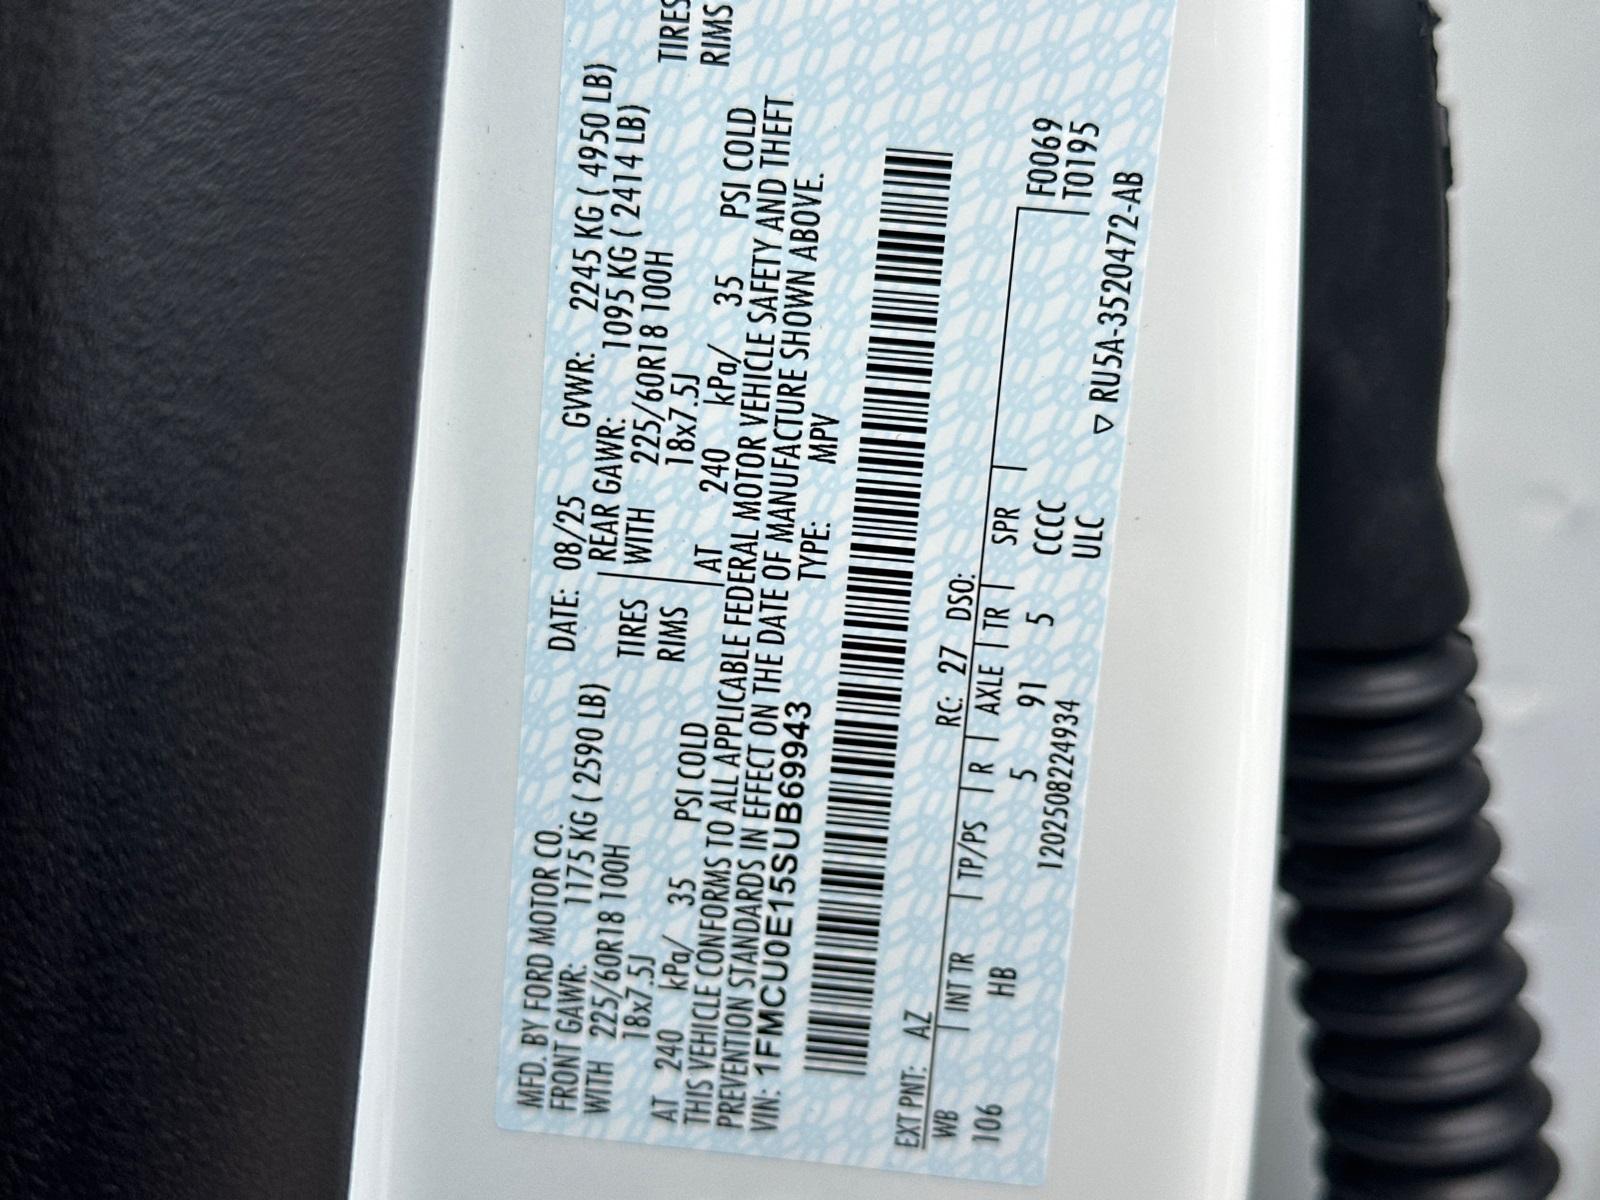 MFD. BY FORD MOTOR CO. DATE: 08/25 GVWR: 2245 KG ( 4950 LB)
FRONT GAWR: 1175 KG ( 2590 LB) REAR GAWR: 1095 KG ( 2414 LB)
WITH 225/60R18 100H TIRES WITH 225/60R18 100H TIRES
18x7.5J RIMS 18x7.5J RIMS
AT 240 kPa/ 35 PSI COLD AT 240 kPa/ 35 PSI COLD
THIS VEHICLE CONFORMS TO ALL APPLICABLE FEDERAL MOTOR VEHICLE SAFETY AND THEFT
PREVENTION STANDARDS IN EFFECT ON THE DATE OF MANUFACTURE SHOWN ABOVE.
VIN: 1FMCU0E15SUB69943 TYPE: MPV
EXT PNT: AZ RC: 27 DSO:
WB INT TR TP/PS R AXLE TR SPR F0069
106 HB 5 91 5 CCCC T0195
1202508224934 ULC
▽ RU5A-3520472-AB